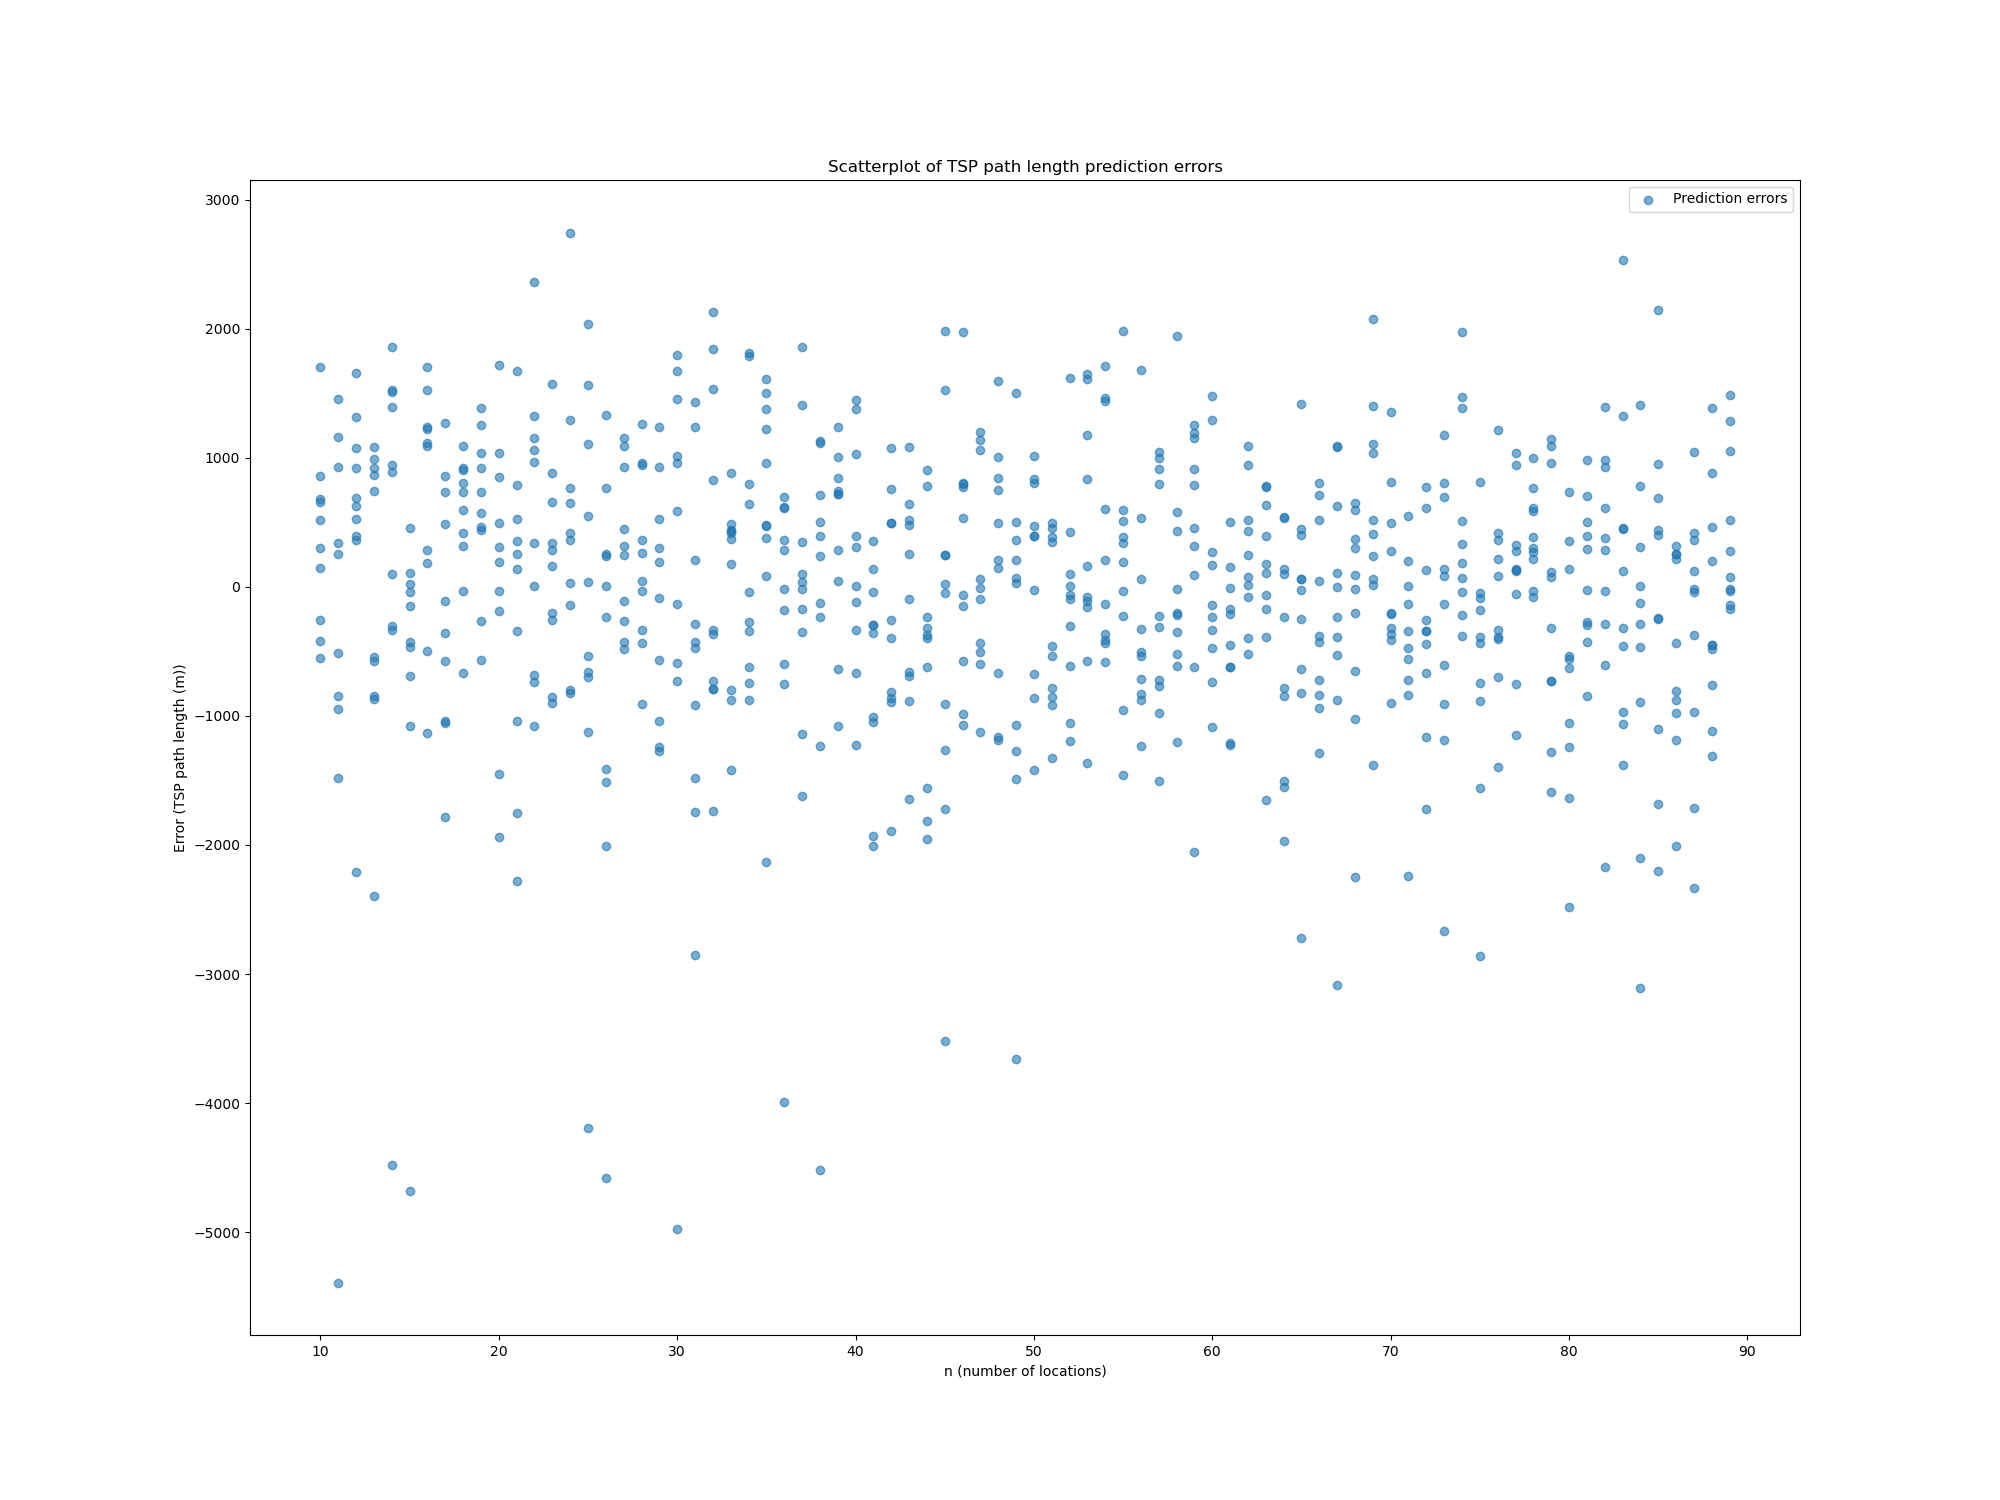 Scatterplot of TSP path length prediction errors
Prediction errors
3000
2000
1000
0
−1000
−2000
−3000
−4000
−5000
Error (TSP path length (m))
10 20 30 40 50 60 70 80 90
n (number of locations)